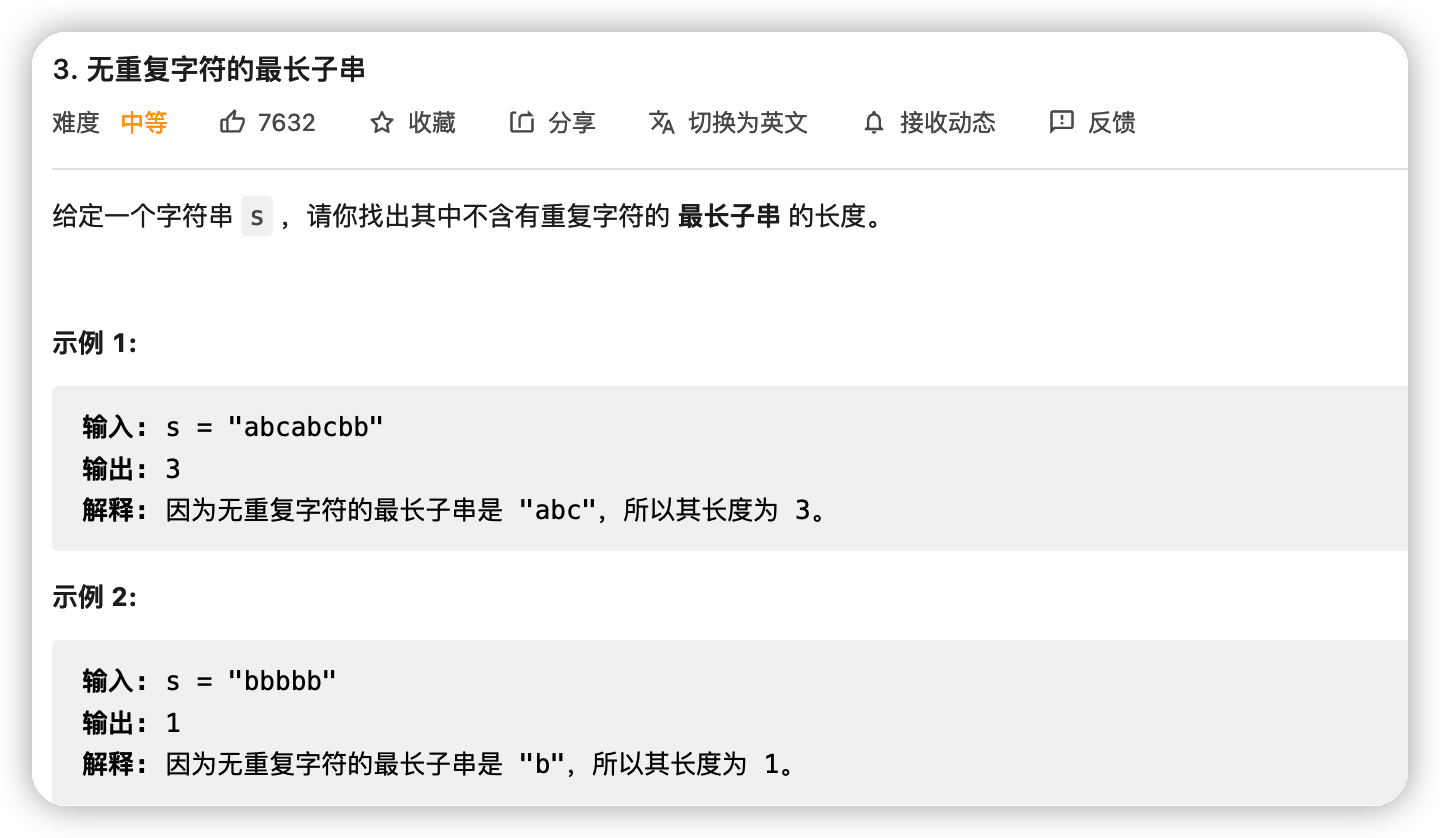 3. 无重复字符的最长子串
难度 中等 7632 收藏 分享 切换为英文 接收动态 反馈
给定一个字符串 s ，请你找出其中不含有重复字符的 最长子串 的长度。
示例 1:
输入: s = "abcabcbb"
输出: 3
解释: 因为无重复字符的最长子串是 "abc"，所以其长度为 3。
示例 2:
输入: s = "bbbbb"
输出: 1
解释: 因为无重复字符的最长子串是 "b"，所以其长度为 1。